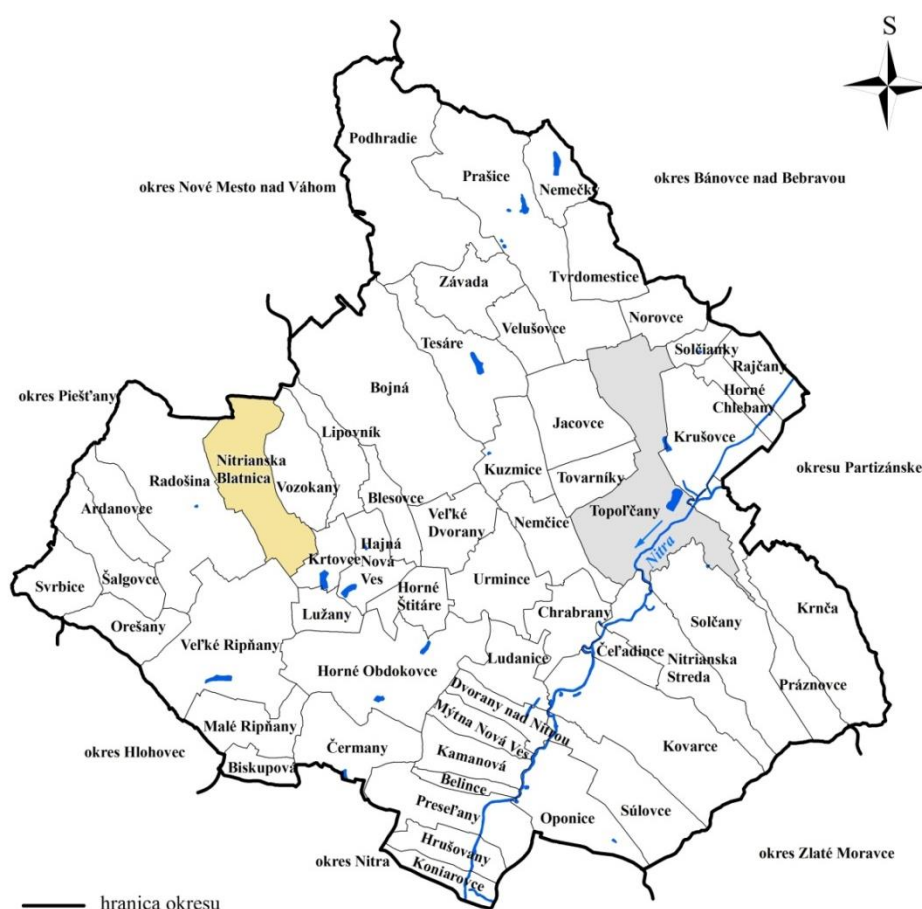 S
Podhradie
okres Nové Mesto nad Váhom
Prašice
Nemečky
okres Bánovce nad Bebravou
Závada
Tvrdomestice
Velušovce
Norovce
Tesáre
Solčianky
Rajčany
Bojná
Horné
Chlebany
okres Piešťany
Jacovce
Krušovce
Lipovník
Nitrianska
Blatnica
Kuzmice
Tovarníky
okresu Partizánske
Radošina
Vozokany
Blesovce
Topoľčany
Ardanovce
Veľké
Dvorany
Nemčice
Nitra
Krtovce
Hajná
Nová
Ves
Urmince
Svrbice
Šalgovce
Horné
Štitáre
Krnča
Orešany
Lužany
Chrabrany
Solčany
Veľké Ripňany
Ludanice
Čeľadince
Nitrianska
Streda
Horné Obdokovce
Práznovce
Dvorany nad Nitrou
Malé Ripňany
Mýtna Nová Ves
okres Hlohovec
Čermany
Kamanová
Kovarce
Biskupová
Belince
Preseľany
Oponice
Súlovce
Hrušovany
okres Nitra
Koniarovce
okres Zlaté Moravce
hranica okresu